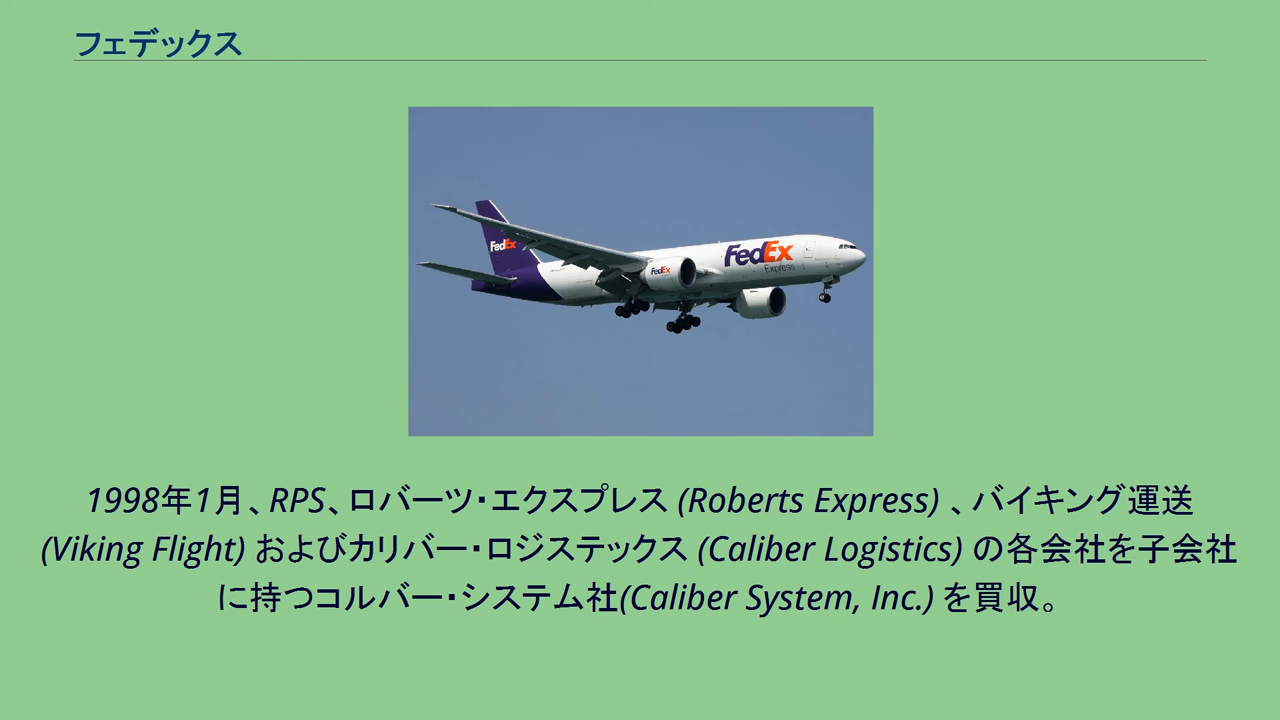 フェデックス
FedEx
FedEx
FedEx
Express
1998年1月、RPS、ロバーツ・エクスプレス (Roberts Express) 、バイキング運送
(Viking Flight) およびカリバー・ロジステックス (Caliber Logistics) の各会社を子会社
に持つコルバー・システム社(Caliber System, Inc.) を買収。